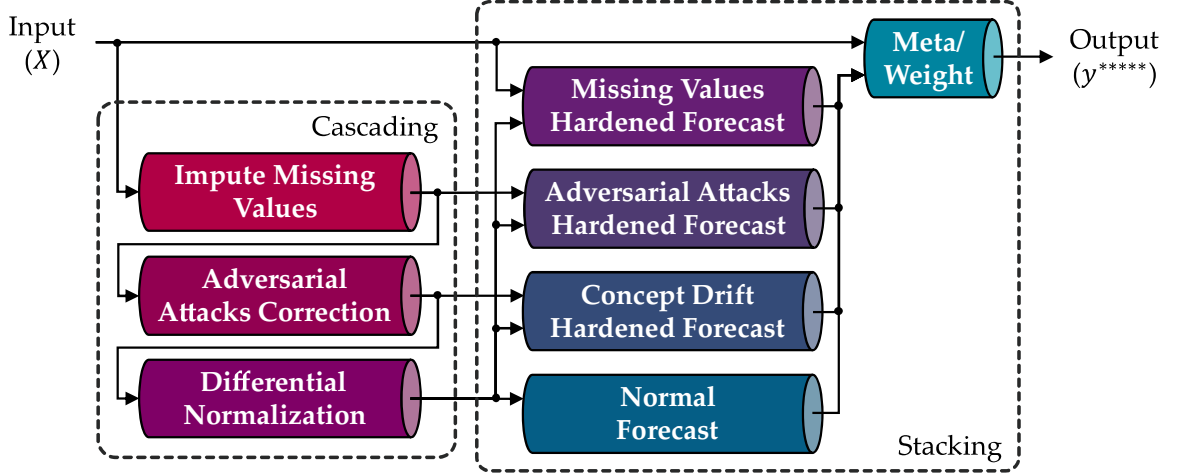 Input
(X)
Cascading
Impute Missing
Values
Adversarial
Attacks Correction
Differential
Normalization
Missing Values
Hardened Forecast
Adversarial Attacks
Hardened Forecast
Concept Drift
Hardened Forecast
Normal
Forecast
Stacking
Meta/
Weight
Output
(y*****)